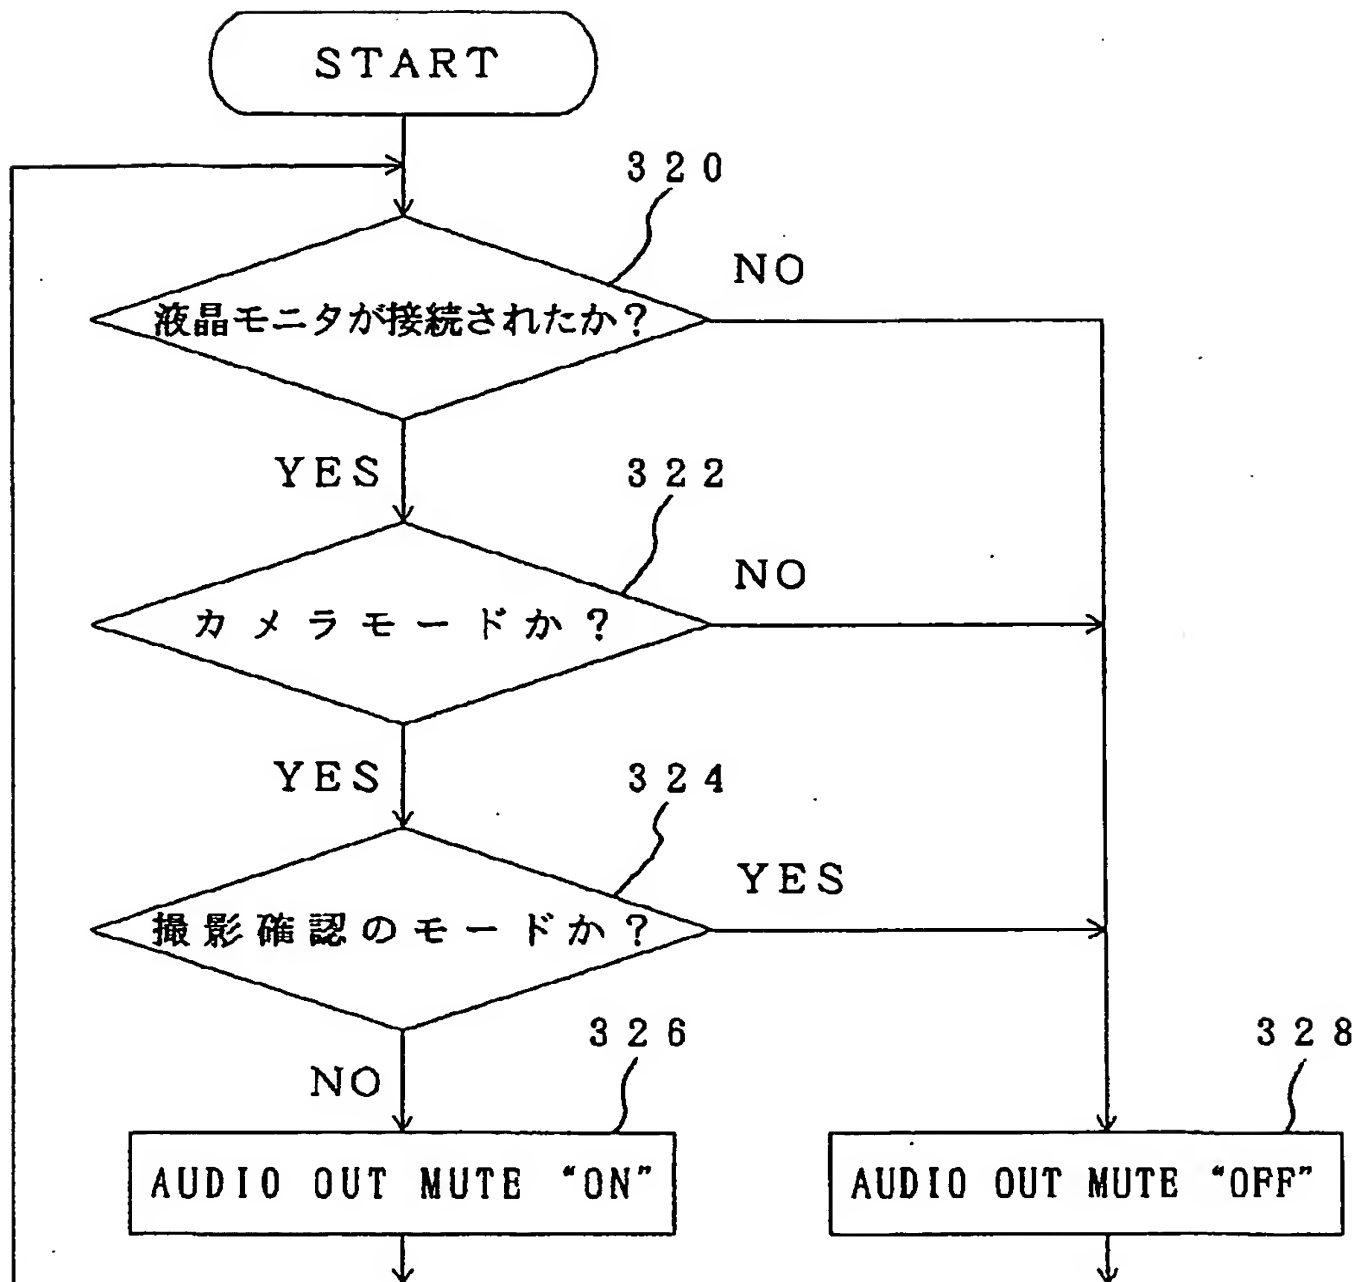 START
320
NO
液晶モニタが接続されたか?
YES
322
NO
カメラモードか?
YES
324
YES
撮影確認のモードか?
326
328
NO
AUDIO OUT MUTE “ON”
AUDIO OUT MUTE “OFF”